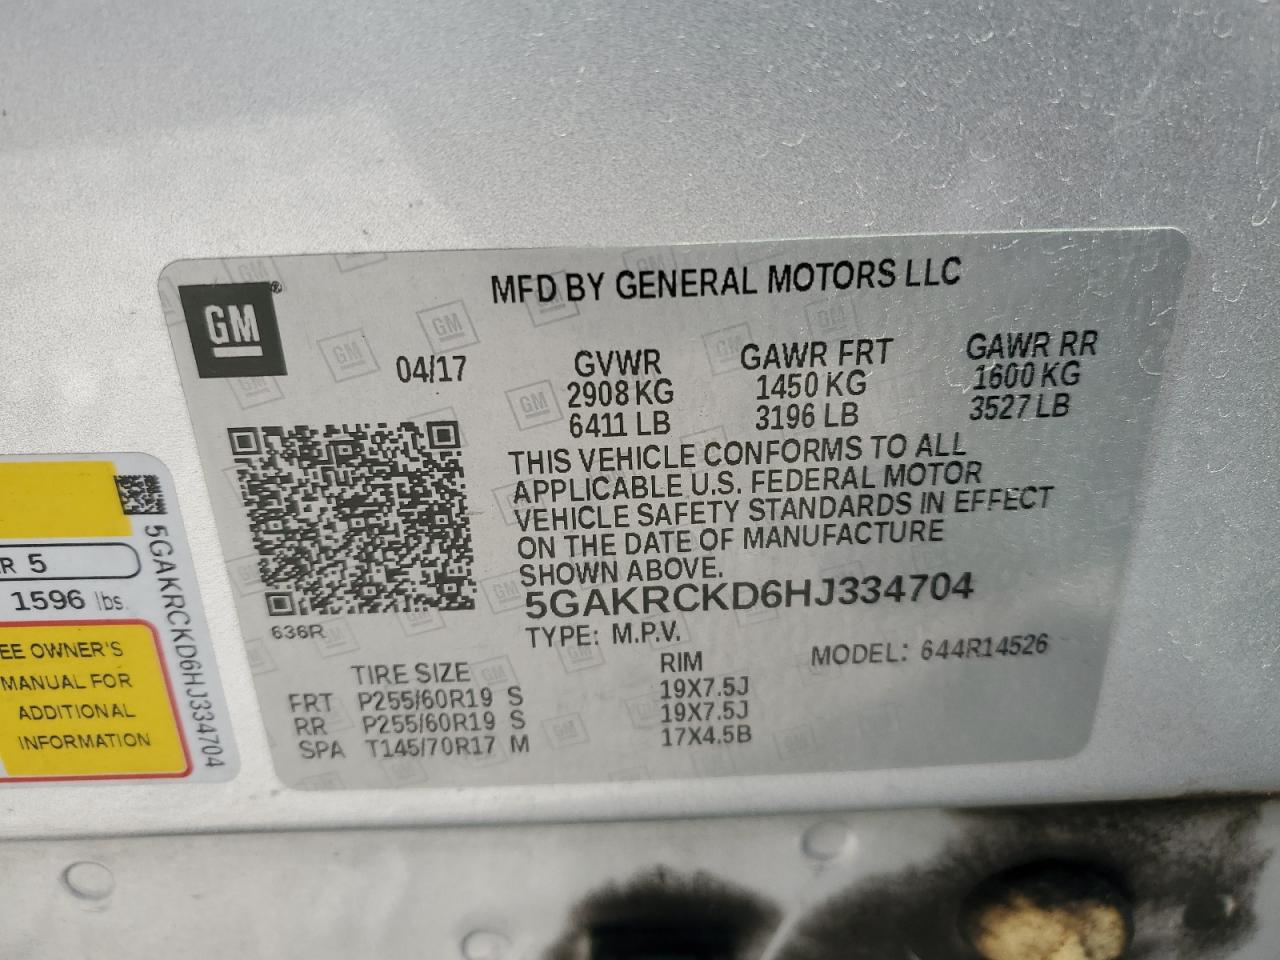 GM
MFD BY GENERAL MOTORS LLC
04/17
GVWR
2908 KG
6411 LB
GAWR FRT
1450 KG
3196 LB
GAWR RR
1600 KG
3527 LB
THIS VEHICLE CONFORMS TO ALL
APPLICABLE U.S. FEDERAL MOTOR
VEHICLE SAFETY STANDARDS IN EFFECT
ON THE DATE OF MANUFACTURE
SHOWN ABOVE.
5GAKRCKD6HJ334704
636R
TYPE: M.P.V.
MODEL: 644R14526
TIRE SIZE
RIM
FRT P255/60R19 S 19X7.5J
RR P255/60R19 S 19X7.5J
SPA T145/70R17 M 17X4.5B
R 5
1596 lbs.
EE OWNER'S
MANUAL FOR
ADDITIONAL
INFORMATION
5GAKRCKD6HJ334704